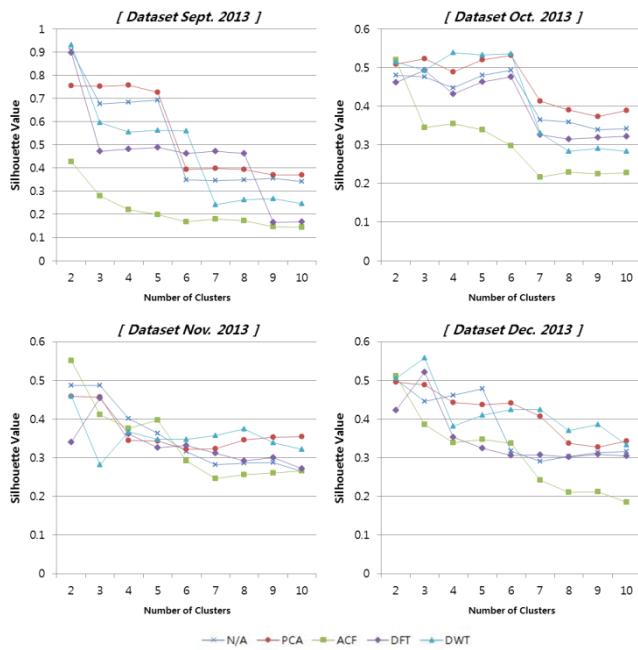 [ Dataset Sept. 2013 ]
Silhouette Value
1
0.9
0.8
0.7
0.6
0.5
0.4
0.3
0.2
0.1
0
2 3 4 5 6 7 8 9 10
Number of Clusters
[ Dataset Oct. 2013 ]
Silhouette Value
0.6
0.5
0.4
0.3
0.2
0.1
0
2 3 4 5 6 7 8 9 10
Number of Clusters
[ Dataset Nov. 2013 ]
Silhouette Value
0.6
0.5
0.4
0.3
0.2
0.1
0
2 3 4 5 6 7 8 9 10
Number of Clusters
[ Dataset Dec. 2013 ]
Silhouette Value
0.6
0.5
0.4
0.3
0.2
0.1
0
2 3 4 5 6 7 8 9 10
Number of Clusters
N/A PCA ACF DFT DWT